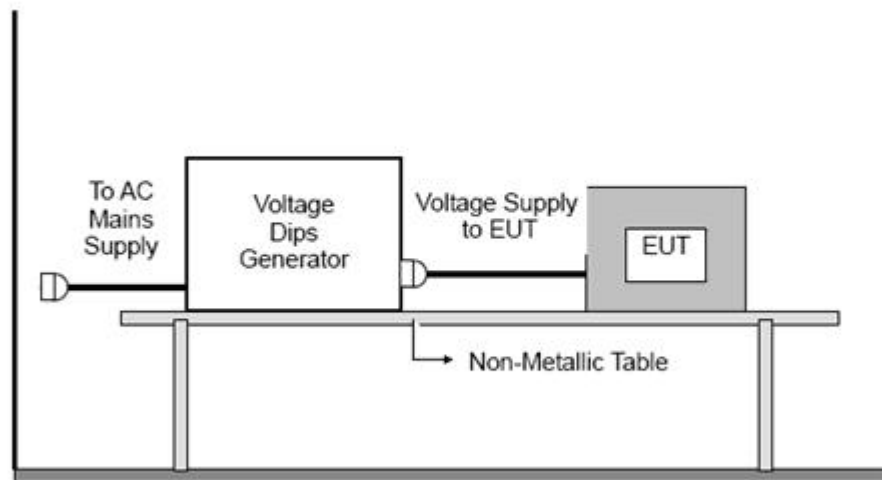 To AC
Mains
Supply
Voltage
Dips
Generator
Voltage Supply
to EUT
EUT
Non-Metallic Table